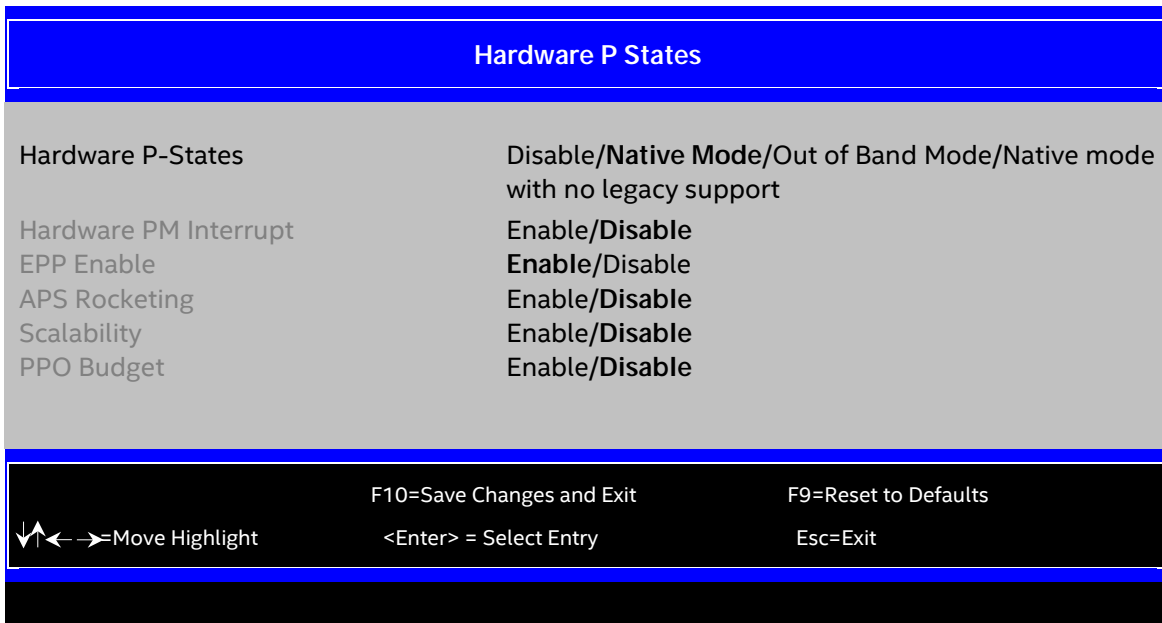 Hardware P States
Hardware P-States Disable/Native Mode/Out of Band Mode/Native mode
with no legacy support
Hardware PM Interrupt Enable/Disable
EPP Enable Enable/Disable
APS Rocketing Enable/Disable
Scalability Enable/Disable
PPO Budget Enable/Disable
F10=Save Changes and Exit F9=Reset to Defaults
↓↑←→=Move Highlight <Enter> = Select Entry Esc=Exit